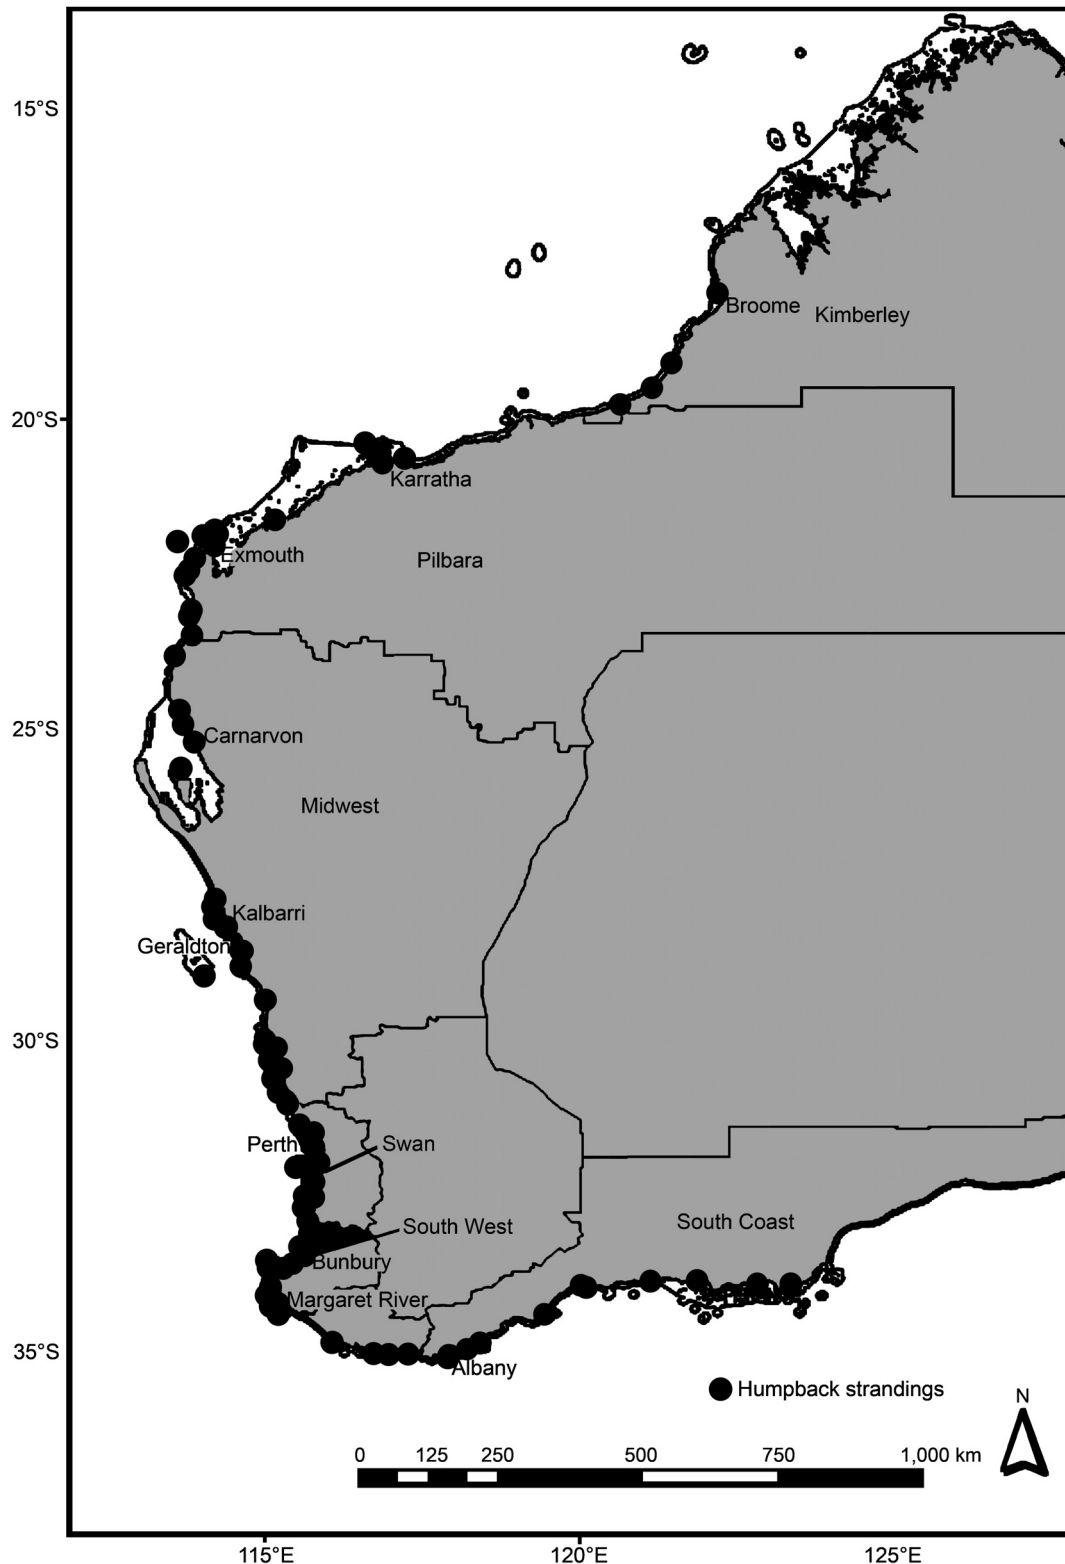 15°S
Broome
Kimberley
20°S
Karratha
Exmouth
Pilbara
25°S
Carnarvon
Midwest
Kalbarri
Geraldton
30°S
Perth
Swan
South West
South Coast
Bunbury
Margaret River
35°S
Albany
Humpback strandings
N
0 125 250 500 750 1,000 km
115°E 120°E 125°E